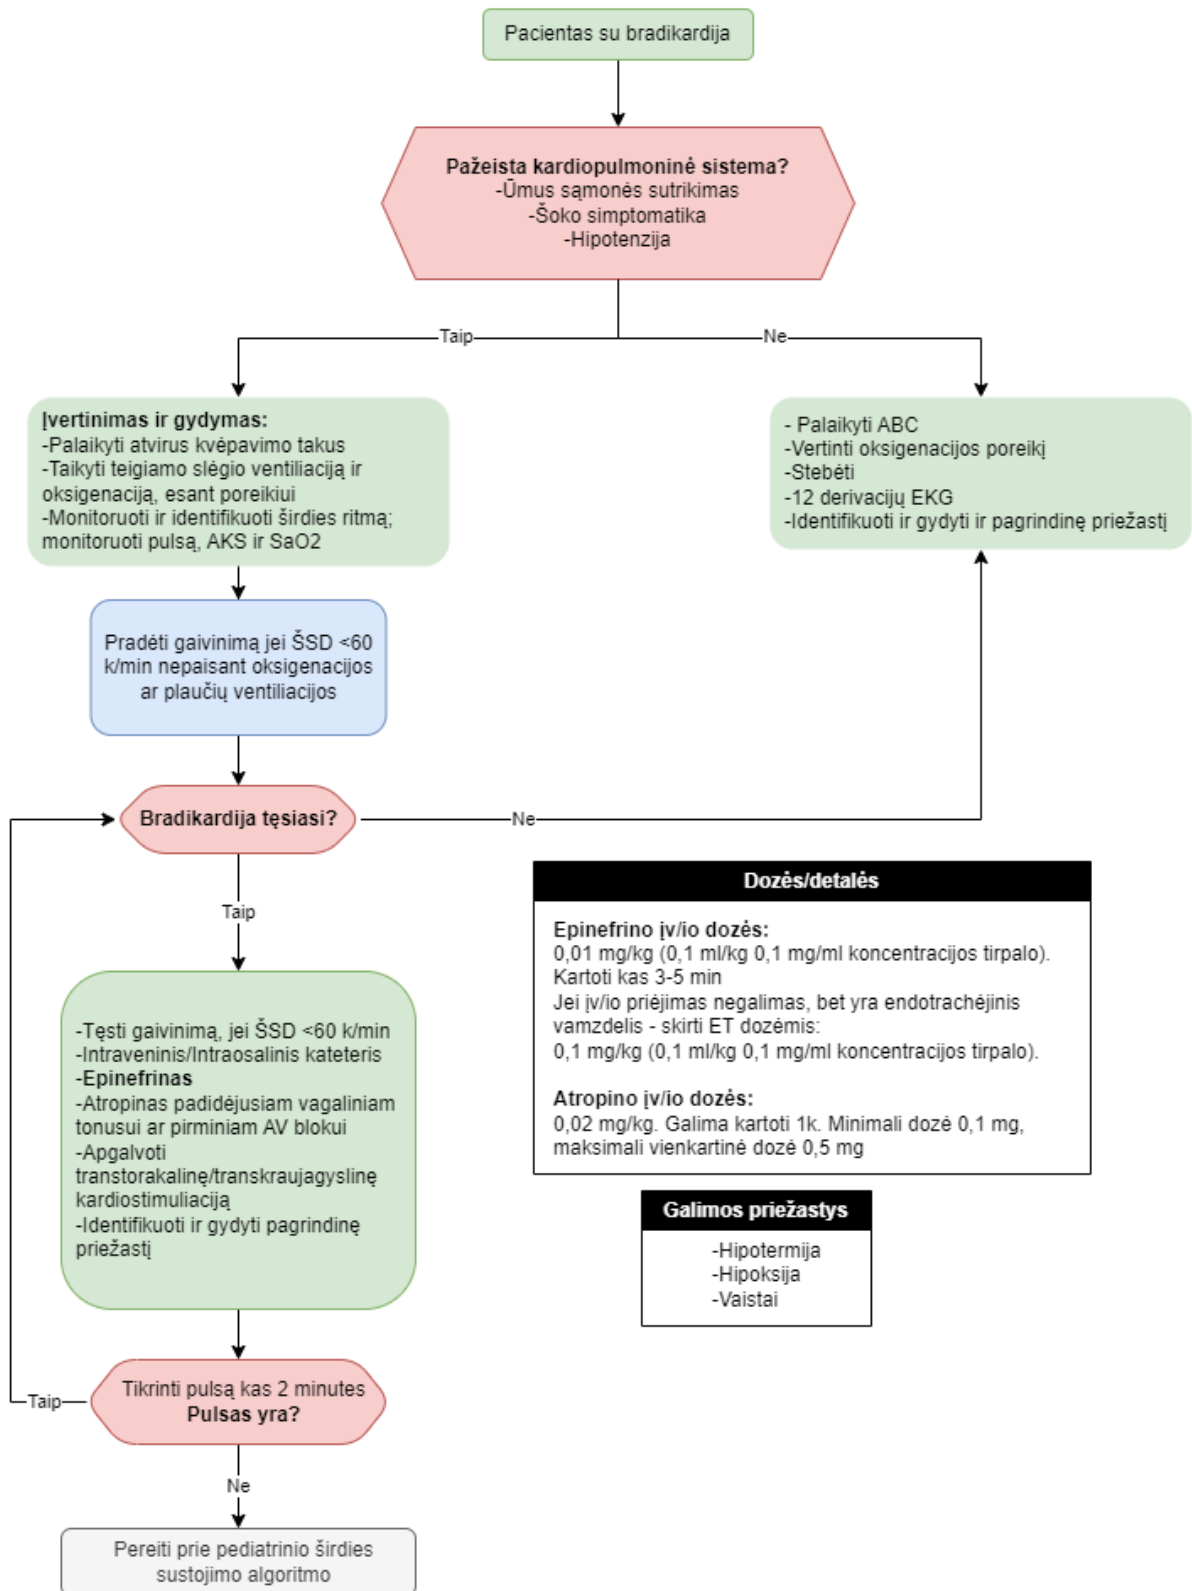 Pacientas su bradikardija
Pažeista kardiopulmoninė sistema?
-Ūmus sąmonės sutrikimas
-Šoko simptomatika
-Hipotenzija
Taip
Ne
Įvertinimas ir gydymas:
-Palaikyti atvirus kvėpavimo takus
-Taikyti teigiamo slėgio ventiliaciją ir
oksigenaciją, esant poreikiui
-Monitoruoti ir identifikuoti širdies ritmą;
monitoruoti pulsą, AKS ir SaO2
- Palaikyti ABC
-Vertinti oksigenacijos poreikį
-Stebėti
-12 derivacijų EKG
-Identifikuoti ir gydyti ir pagrindinę priežastį
Pradėti gaivinimą jei ŠSD <60
k/min nepaisant oksigenacijos
ar plaučių ventiliacijos
Bradikardija tęsiasi?
Ne
Taip
-Tęsti gaivinimą, jei ŠSD <60 k/min
-Intraveninis/Intraosalinis kateteris
-Epinefrinas
-Atropinas padidėjusiam vagaliniam
tonusui ar pirminiam AV blokui
-Apgalvoti
transtorakalinę/transkraujagyslinę
kardiostimuliaciją
-Identifikuoti ir gydyti pagrindinę
priežastį
Dozės/detalės
Epinefrino įv/io dozės:
0,01 mg/kg (0,1 ml/kg 0,1 mg/ml koncentracijos tirpalo).
Kartoti kas 3-5 min
Jei įv/io priėjimas negalimas, bet yra endotrachėjinis
vamzdelis - skirti ET dozėmis:
0,1 mg/kg (0,1 ml/kg 0,1 mg/ml koncentracijos tirpalo).
Atropino įv/io dozės:
0,02 mg/kg. Galima kartoti 1k. Minimali dozė 0,1 mg,
maksimali vienkartinė dozė 0,5 mg
Galimos priežastys
-Hipotermija
-Hipoksija
-Vaistai
Tikrinti pulsą kas 2 minutes
Pulsas yra?
Taip
Ne
Pereiti prie pediatrinio širdies
sustojimo algoritmo